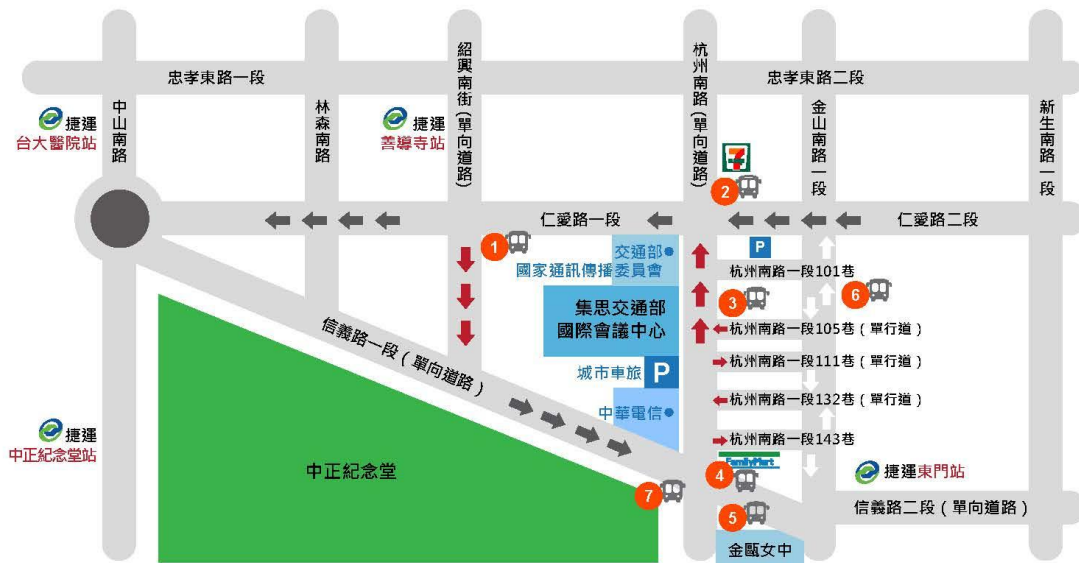 忠孝東路一段
忠孝東路二段
中山南路
林森南路
紹興南街(單向道路)
杭州南路(單向道路)
金山南路一段
新生南路一段
捷運
台大醫院站
捷運
善導寺站
7
2
仁愛路一段
仁愛路二段
1
交通部
國家通訊傳播委員會
P
杭州南路一段101巷
3
6
集思交通部
國際會議中心
杭州南路一段105巷(單行道)
信義路一段(單向道路)
杭州南路一段111巷(單行道)
城市車旅 P
杭州南路一段132巷(單行道)
中華電信
捷運
中正紀念堂站
杭州南路一段143巷
FamilyMart
中正紀念堂
4
捷運東門站
7
5
信義路二段(單向道路)
金甌女中